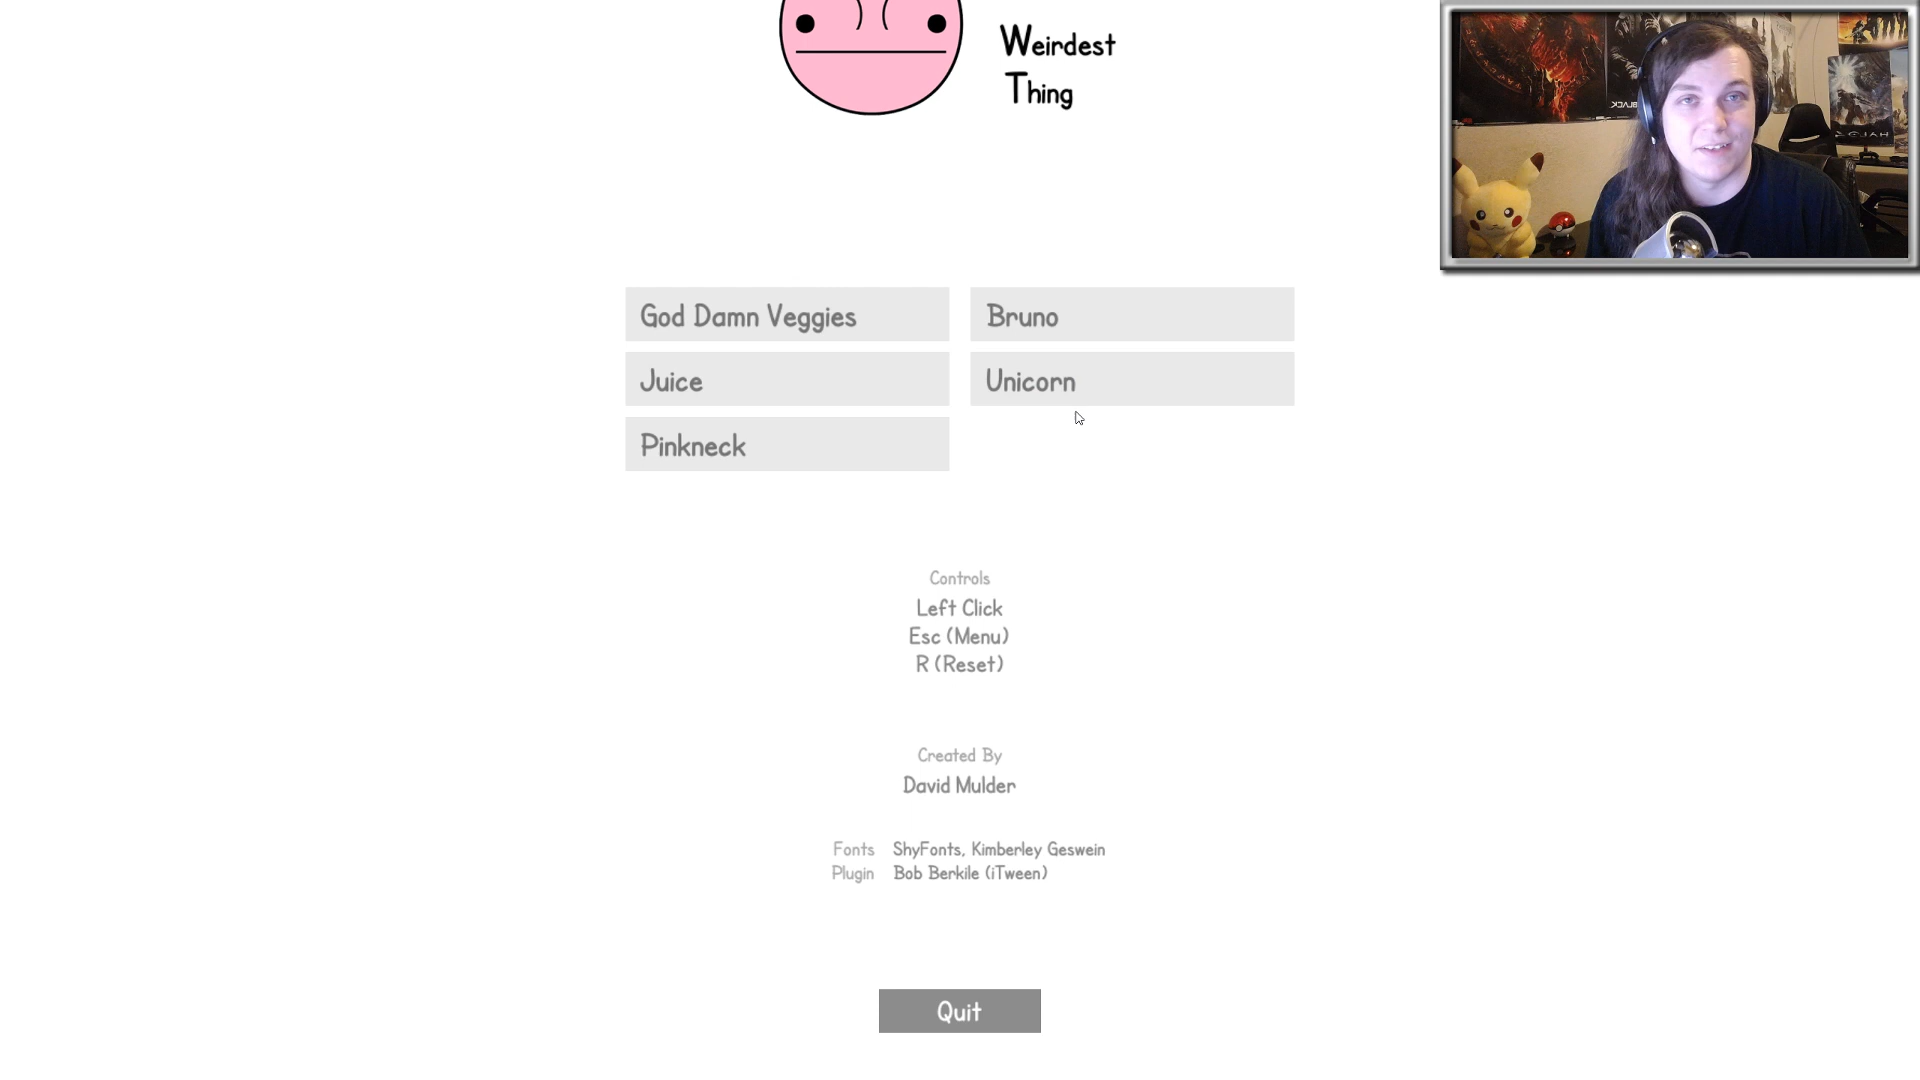 Weirdest
Thing
God Damn Veggies
Bruno
Juice
Unicorn
Pinkneck
Controls
Left Click
Esc (Menu)
R (Reset)
Created By
David Mulder
Fonts ShyFonts, Kimberley Geswein
Plugin Bob Berkile (iTween)
Quit